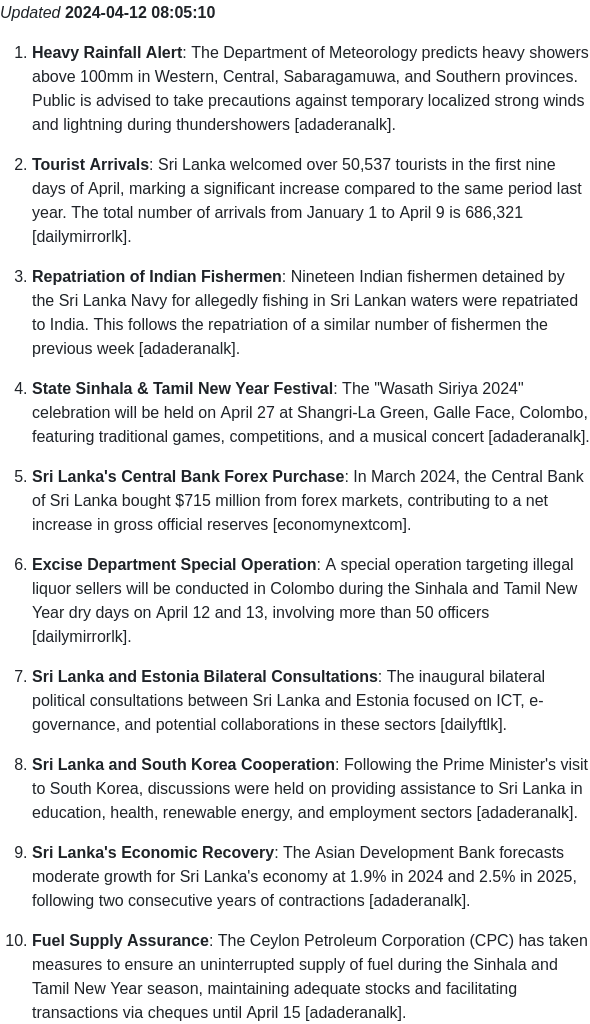 Updated 2024-04-12 08:05:10
1. Heavy Rainfall Alert: The Department of Meteorology predicts heavy showers
above 100mm in Western, Central, Sabaragamuwa, and Southern provinces.
Public is advised to take precautions against temporary localized strong winds
and lightning during thundershowers [adaderanalk].
2. Tourist Arrivals: Sri Lanka welcomed over 50,537 tourists in the first nine
days of April, marking a significant increase compared to the same period last
year. The total number of arrivals from January 1 to April 9 is 686,321
[dailymirrorlk].
3. Repatriation of Indian Fishermen: Nineteen Indian fishermen detained by
the Sri Lanka Navy for allegedly fishing in Sri Lankan waters were repatriated
to India. This follows the repatriation of a similar number of fishermen the
previous week [adaderanalk].
4. State Sinhala & Tamil New Year Festival: The "Wasath Siriya 2024"
celebration will be held on April 27 at Shangri-La Green, Galle Face, Colombo,
featuring traditional games, competitions, and a musical concert [adaderanalk].
5. Sri Lanka's Central Bank Forex Purchase: In March 2024, the Central Bank
of Sri Lanka bought $715 million from forex markets, contributing to a net
increase in gross official reserves [economynextcom].
6. Excise Department Special Operation: A special operation targeting illegal
liquor sellers will be conducted in Colombo during the Sinhala and Tamil New
Year dry days on April 12 and 13, involving more than 50 officers
[dailymirrorlk].
7. Sri Lanka and Estonia Bilateral Consultations: The inaugural bilateral
political consultations between Sri Lanka and Estonia focused on ICT, e-
governance, and potential collaborations in these sectors [dailyftlk].
8. Sri Lanka and South Korea Cooperation: Following the Prime Minister's visit
to South Korea, discussions were held on providing assistance to Sri Lanka in
education, health, renewable energy, and employment sectors [adaderanalk].
9. Sri Lanka's Economic Recovery: The Asian Development Bank forecasts
moderate growth for Sri Lanka's economy at 1.9% in 2024 and 2.5% in 2025,
following two consecutive years of contractions [adaderanalk].
10. Fuel Supply Assurance: The Ceylon Petroleum Corporation (CPC) has taken
measures to ensure an uninterrupted supply of fuel during the Sinhala and
Tamil New Year season, maintaining adequate stocks and facilitating
transactions via cheques until April 15 [adaderanalk].